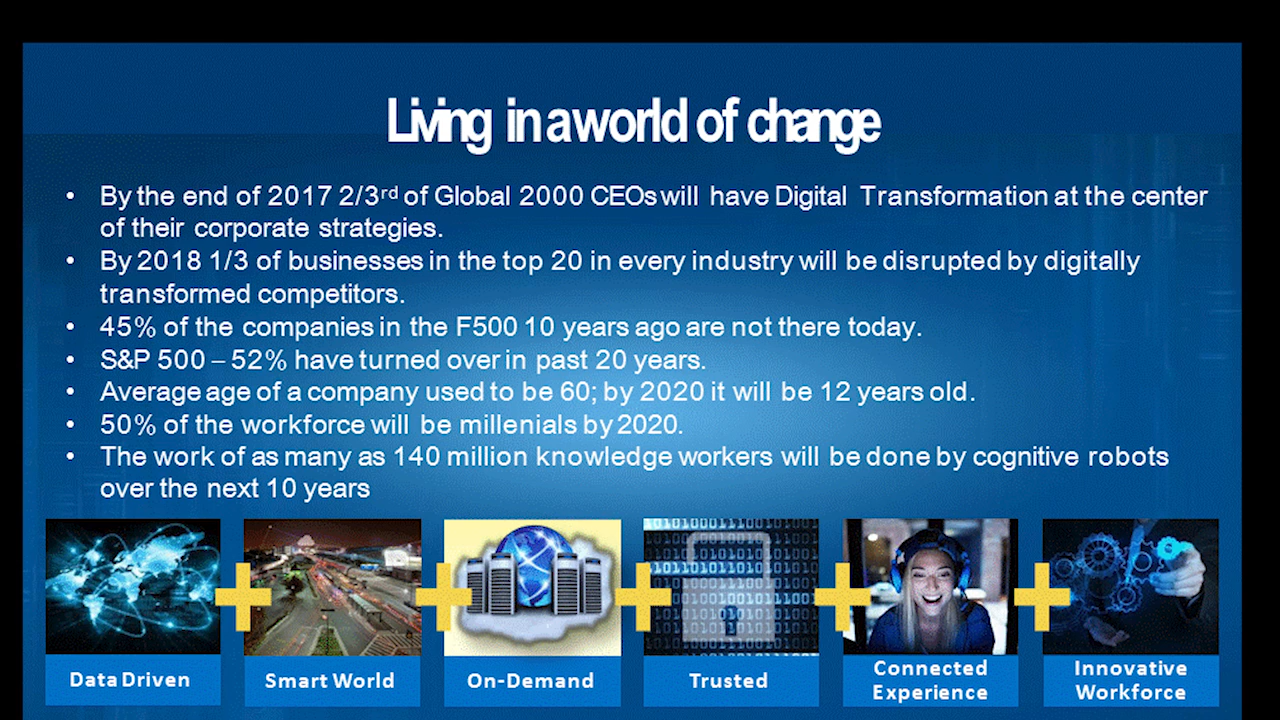 Living in a world of change
• By the end of 2017 2/3rd of Global 2000 CEOs will have Digital Transformation at the center
of their corporate strategies.
• By 2018 1/3 of businesses in the top 20 in every industry will be disrupted by digitally
transformed competitors.
• 45% of the companies in the F500 10 years ago are not there today.
• S&P 500 – 52% have turned over in past 20 years.
• Average age of a company used to be 60; by 2020 it will be 12 years old.
• 50% of the workforce will be millenials by 2020.
• The work of as many as 140 million knowledge workers will be done by cognitive robots
over the next 10 years
Data Driven
Smart World
On-Demand
Trusted
Connected
Experience
Innovative
Workforce